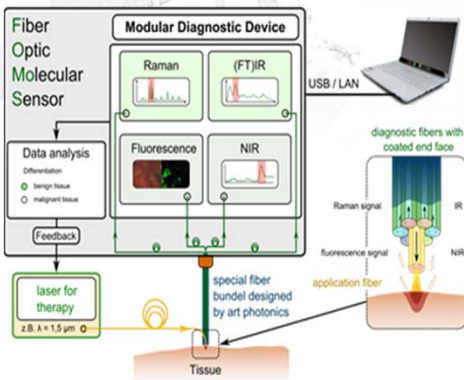 Fiber
Optic
Molecular
Sensor
Modular Diagnostic Device
Raman
(FT)IR
Fluorescence
NIR
USB / LAN
Data analysis
Differentiation
benign tissue
malignant tissue
Feedback
laser for
therapy
z.B. λ = 1,5 µm
special fiber
bundel designed
by art photonics
Tissue
diagnostic fibers with
coated end face
Raman signal
IR
fluorescence signal
NIR
application fiber